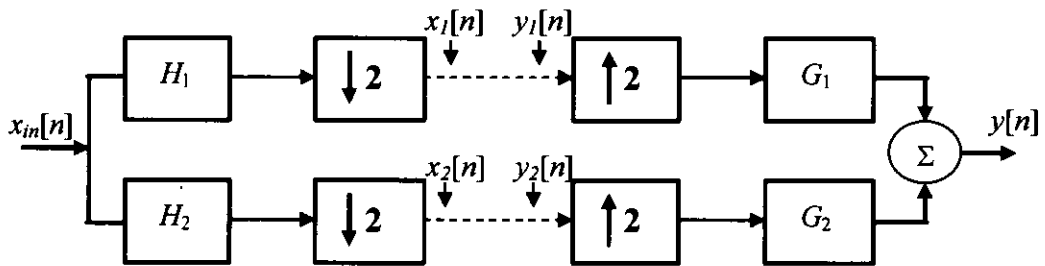 x1[n] y1[n]
H1 ↓2 ↑2 G1
xin[n] y[n]
Σ
x2[n] y2[n]
H2 ↓2 ↑2 G2